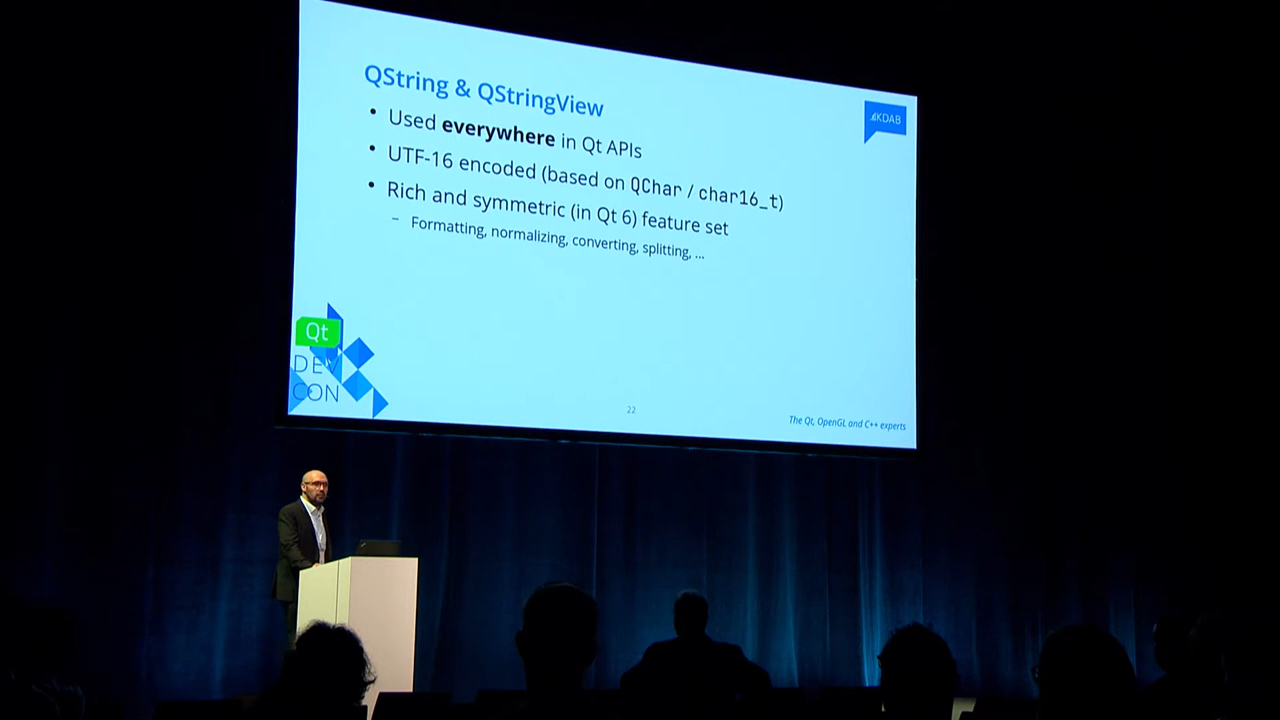 QString & QStringView
KDAB
• Used everywhere in Qt APIs
• UTF-16 encoded (based on QChar / char16_t)
• Rich and symmetric (in Qt 6) feature set
– Formatting, normalizing, converting, splitting, ...
Qt
DEV
CON
22
The Qt, OpenGL and C++ experts